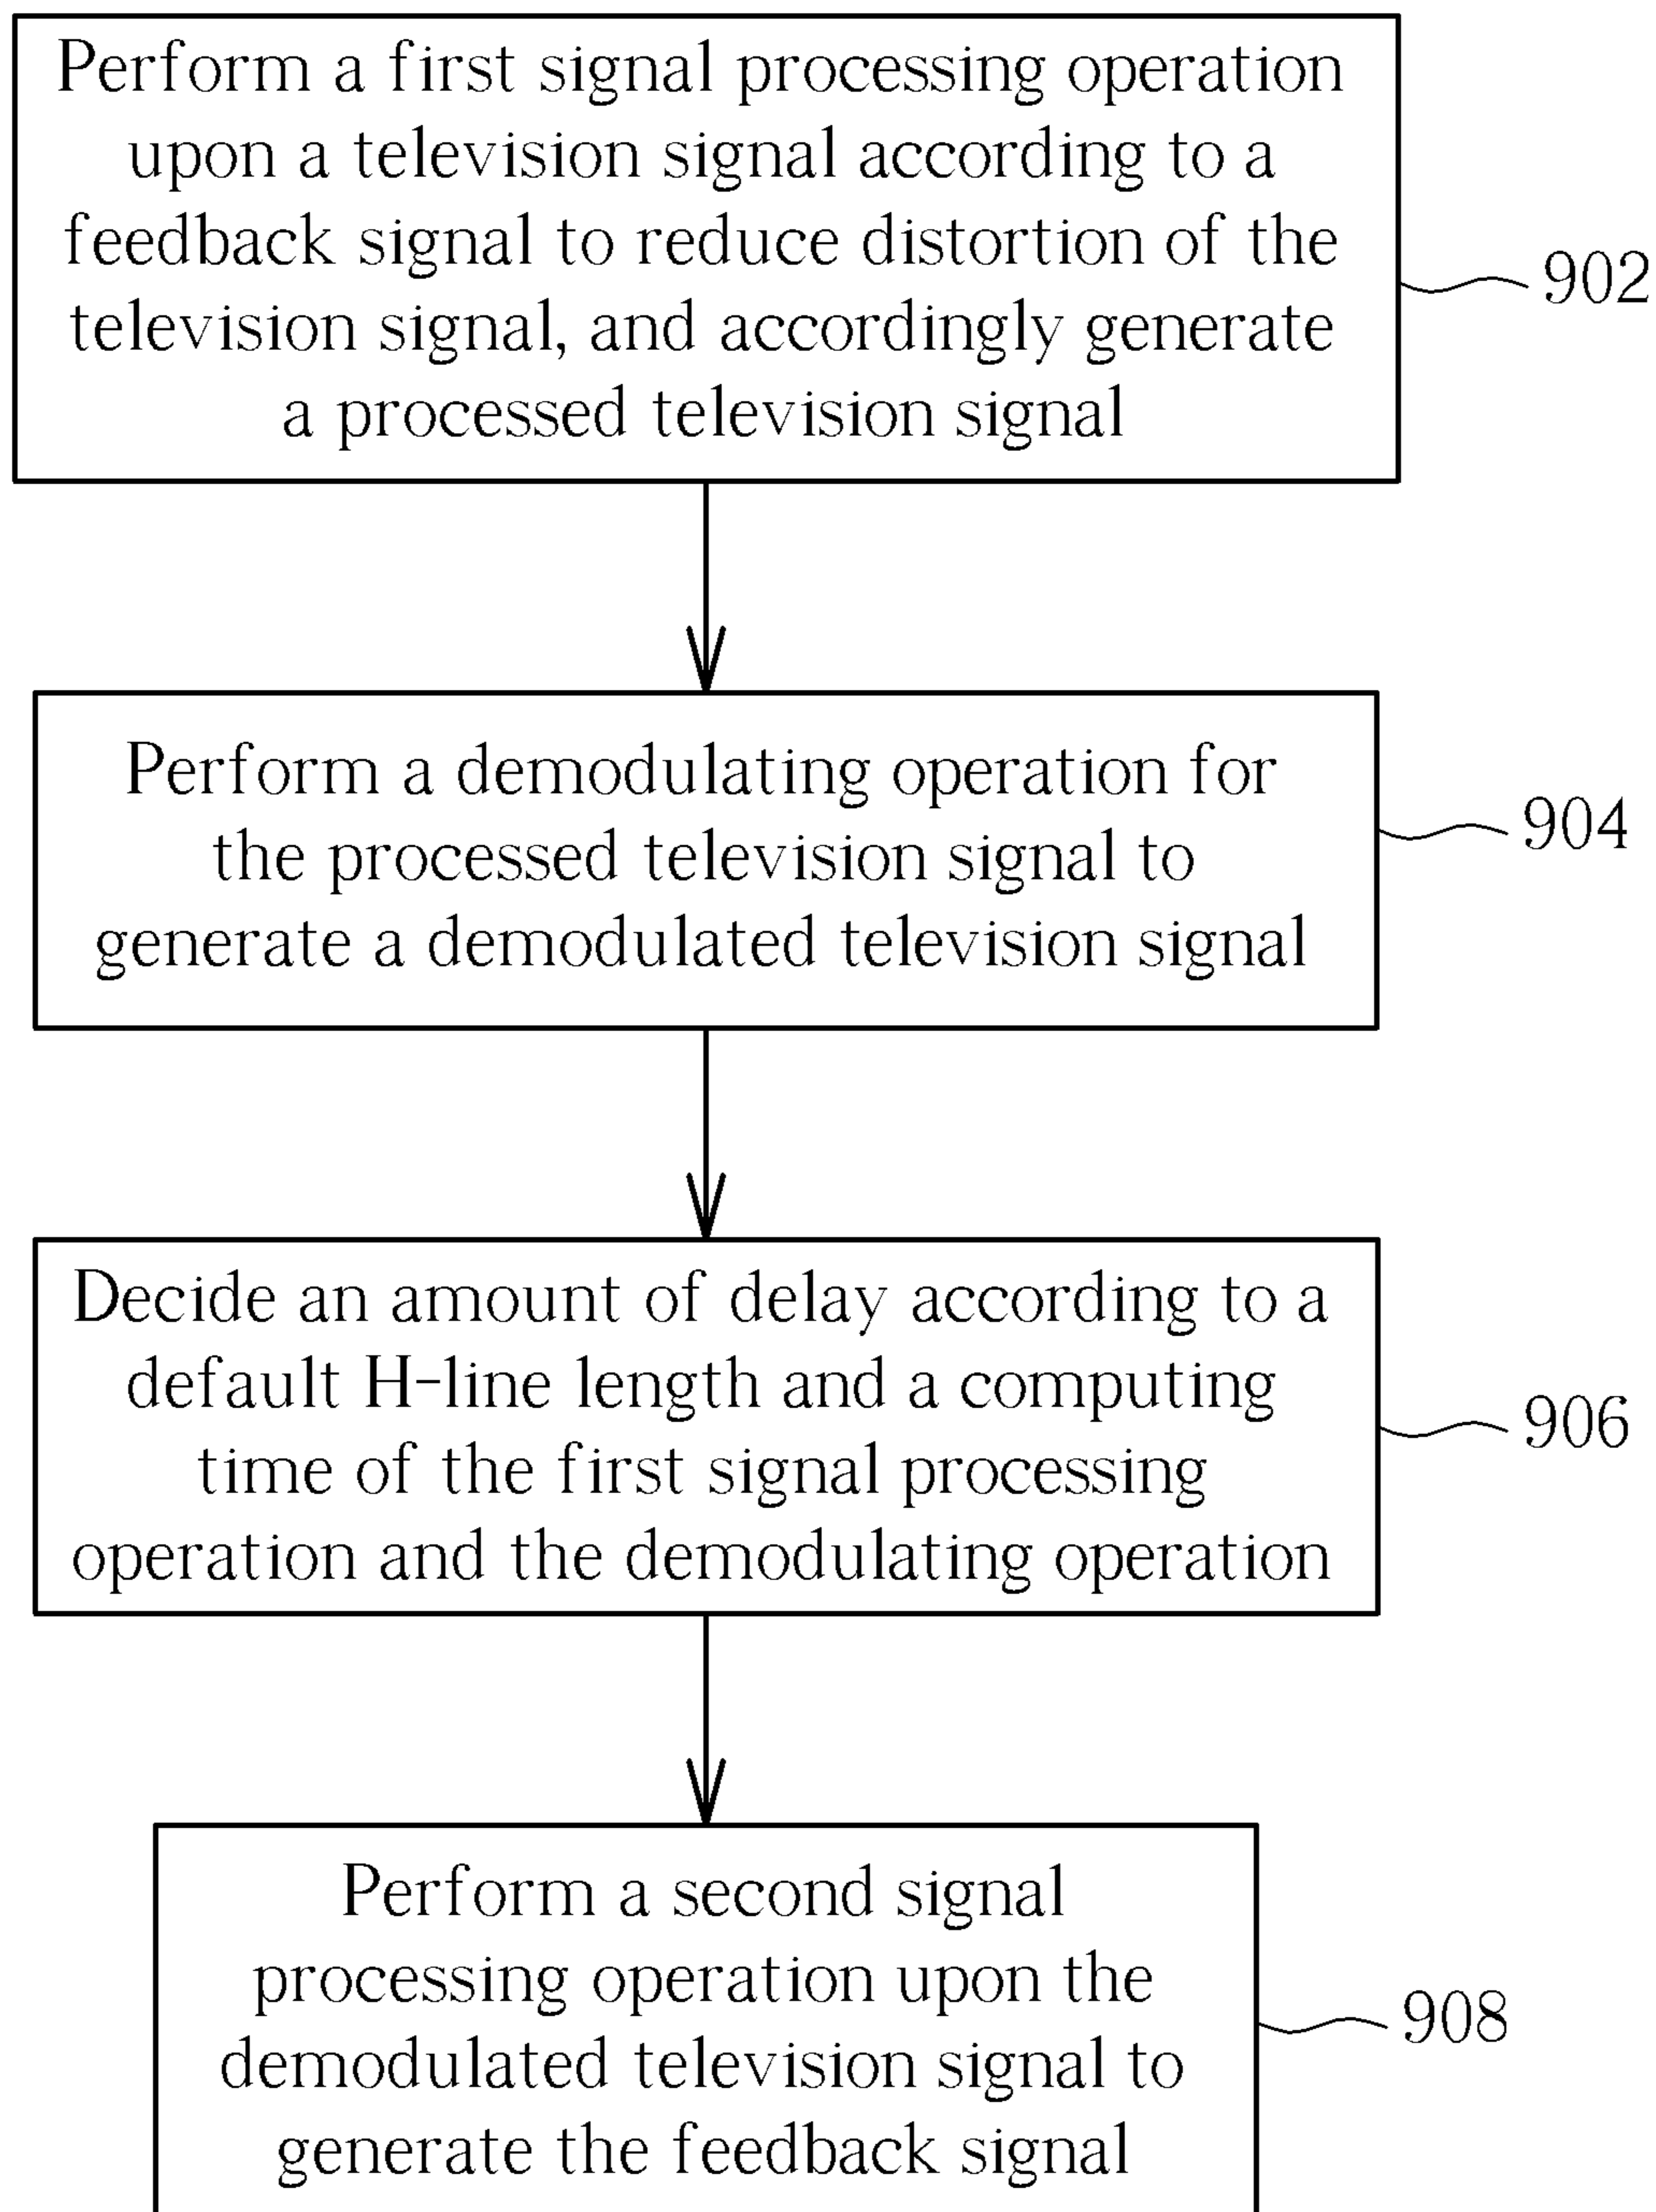 Perform a first signal processing operation
upon a television signal according to a
feedback signal to reduce distortion of the
television signal, and accordingly generate
a processed television signal
902
Perform a demodulating operation for
the processed television signal to
generate a demodulated television signal
904
Decide an amount of delay according to a
default H-line length and a computing
time of the first signal processing
operation and the demodulating operation
906
Perform a second signal
processing operation upon the
demodulated television signal to
generate the feedback signal
908